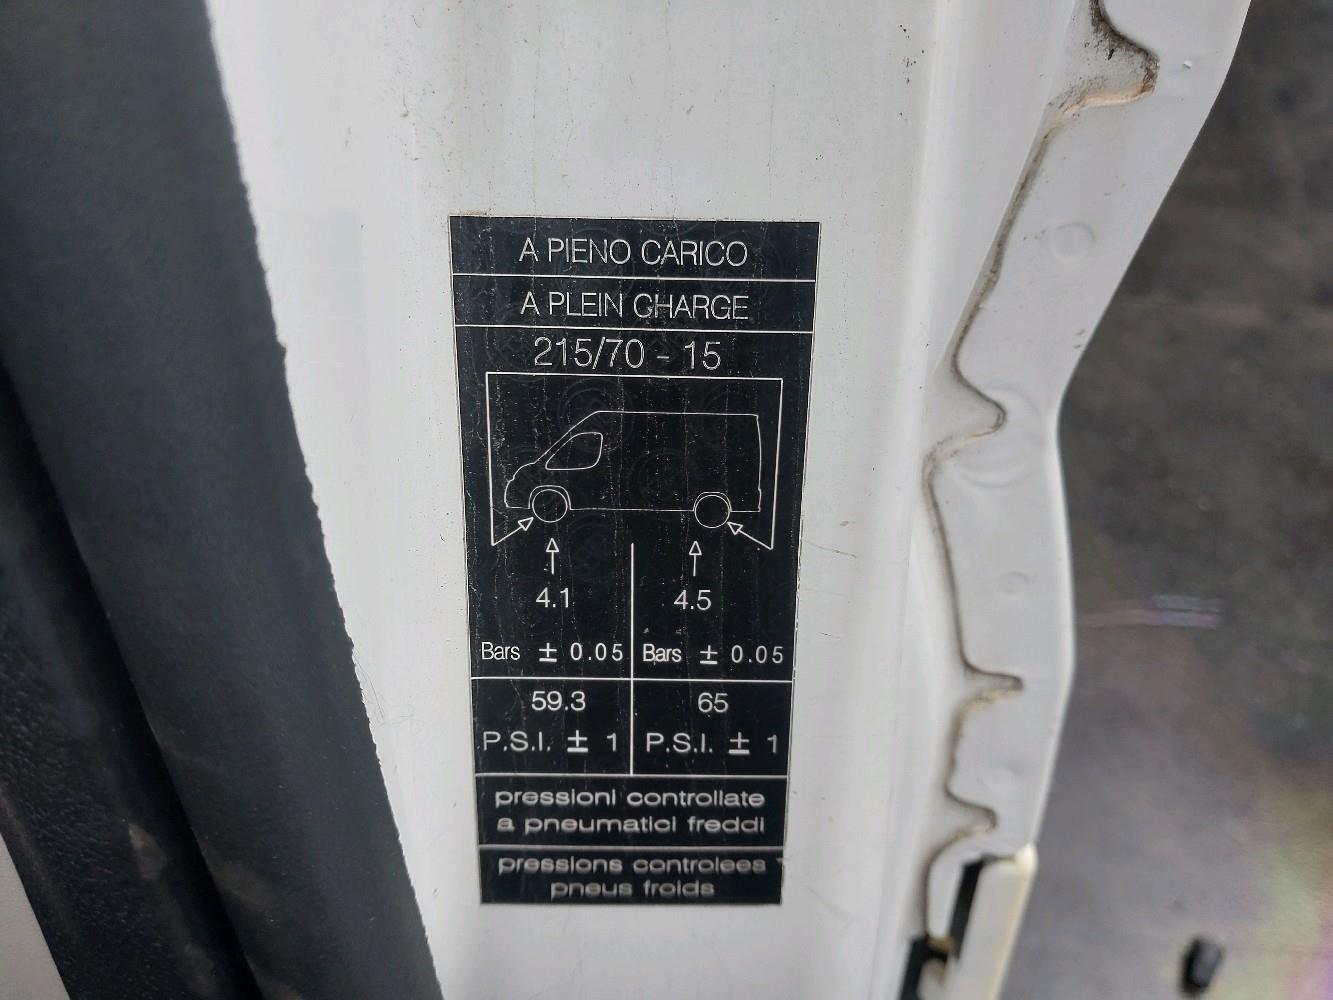 A PIENO CARICO
A PLEIN CHARGE
215/70 - 15
4.1 4.5
Bars ± 0.05 Bars ± 0.05
59.3 65
P.S.I. ± 1 P.S.I. ± 1
pressioni controllate
a pneumatici freddi
pressions controlees
pneus froids